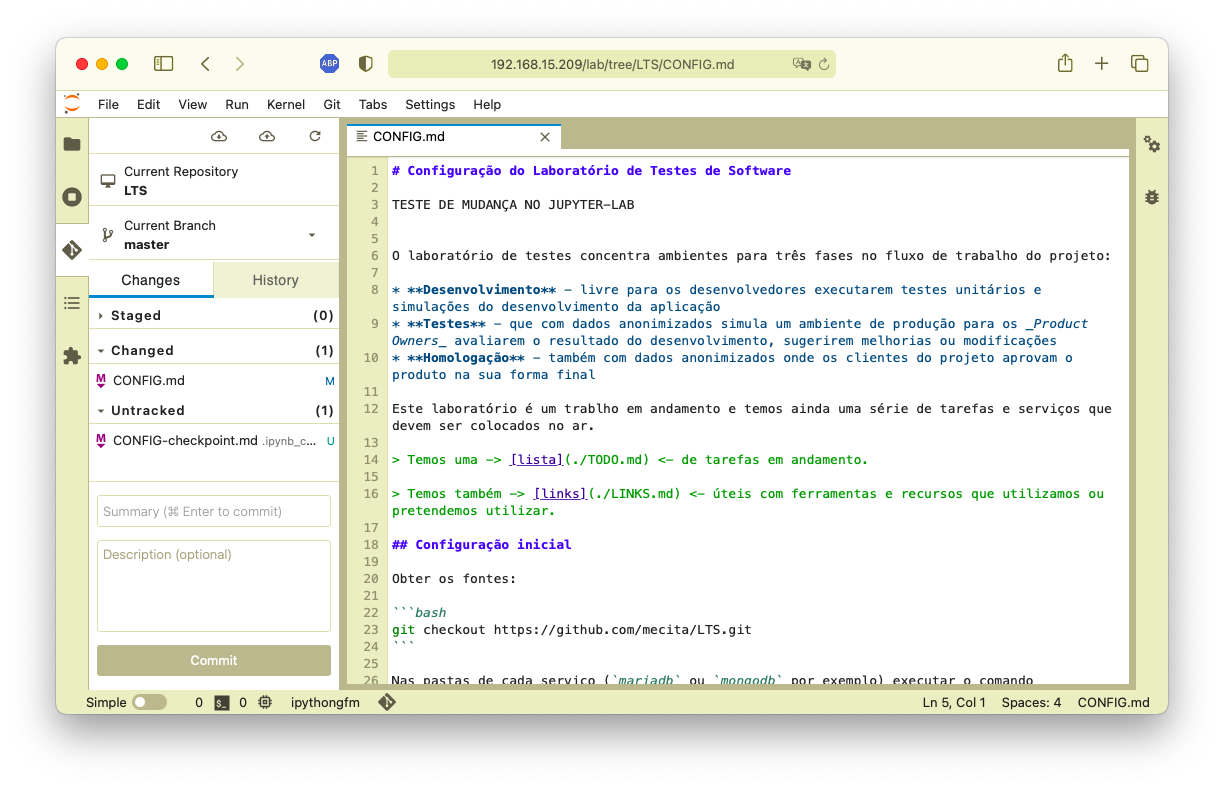 ABP
192.168.15.209/lab/tree/LTS/CONFIG.md
File Edit View Run Kernel Git Tabs Settings Help
Current Repository
LTS
Current Branch
master
Changes History
Staged (0)
Changed (1)
M CONFIG.md M
Untracked (1)
M CONFIG-checkpoint.md .ipynb_c... U
Summary (⌘ Enter to commit)
Description (optional)
Commit
CONFIG.md
1 # Configuração do Laboratório de Testes de Software
2
3 TESTE DE MUDANÇA NO JUPYTER-LAB
4
5
6 O laboratório de testes concentra ambientes para três fases no fluxo de trabalho do projeto:
7
8 * **Desenvolvimento** - livre para os desenvolvedores executarem testes unitários e
simulações do desenvolvimento da aplicação
9 * **Testes** - que com dados anonimizados simula um ambiente de produção para os _Product
Owners_ avaliarem o resultado do desenvolvimento, sugerirem melhorias ou modificações
10 * **Homologação** - também com dados anonimizados onde os clientes do projeto aprovam o
produto na sua forma final
11
12 Este laboratório é um trablho em andamento e temos ainda uma série de tarefas e serviços que
devem ser colocados no ar.
13
14 > Temos uma -> [lista](./TODO.md) <- de tarefas em andamento.
15
16 > Temos também -> [links](./LINKS.md) <- úteis com ferramentas e recursos que utilizamos ou
pretendemos utilizar.
17
18 ## Configuração inicial
19
20 Obter os fontes:
21
22 ```bash
23 git checkout https://github.com/mecita/LTS.git
24 ```
25
26 Nas pastas de cada serviço (`mariadb` ou `mongodb` por exemplo) executar o comando
Simple 0 $_ 0 ipythongfm
Ln 5, Col 1 Spaces: 4 CONFIG.md